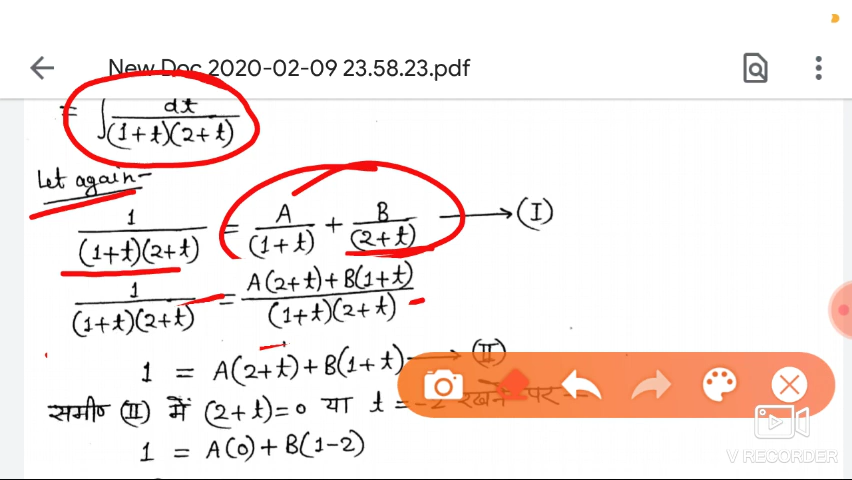 New Doc 2020-02-09 23.58.23.pdf
= ∫ dt / (1+t)(2+t)
Let again-
1 / (1+t)(2+t) = A / (1+t) + B / (2+t) → (I)
1 / (1+t)(2+t) = A(2+t)+B(1+t) / (1+t)(2+t)
1 = A(2+t)+B(1+t) → (II)
समी० (II) में (2+t)=0 या t = -2 रखने पर -
1 = A(0)+B(1-2)
V RECORDER